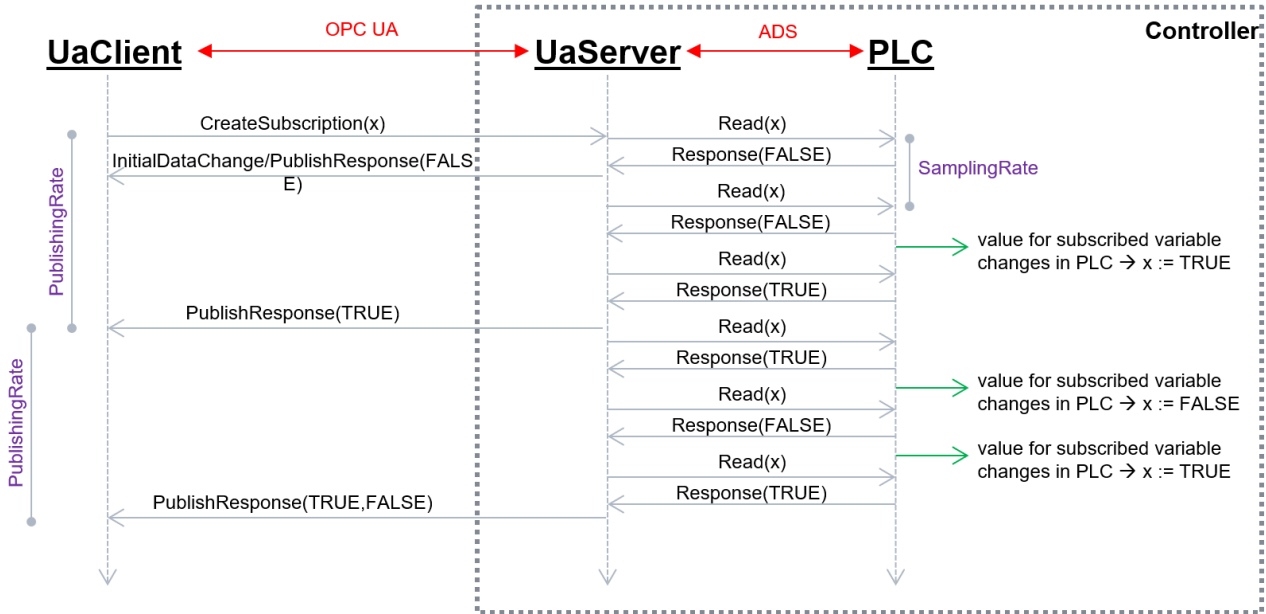 OPC UA
ADS
Controller
UaClient
UaServer
PLC
CreateSubscription(x)
Read(x)
InitialDataChange/PublishResponse(FALS
E)
Response(FALSE)
SamplingRate
PublishingRate
Read(x)
Response(FALSE)
value for subscribed variable
changes in PLC → x := TRUE
Read(x)
Response(TRUE)
PublishResponse(TRUE)
Read(x)
Response(TRUE)
PublishingRate
value for subscribed variable
changes in PLC → x := FALSE
Read(x)
Response(FALSE)
value for subscribed variable
changes in PLC → x := TRUE
Read(x)
Response(TRUE)
PublishResponse(TRUE,FALSE)